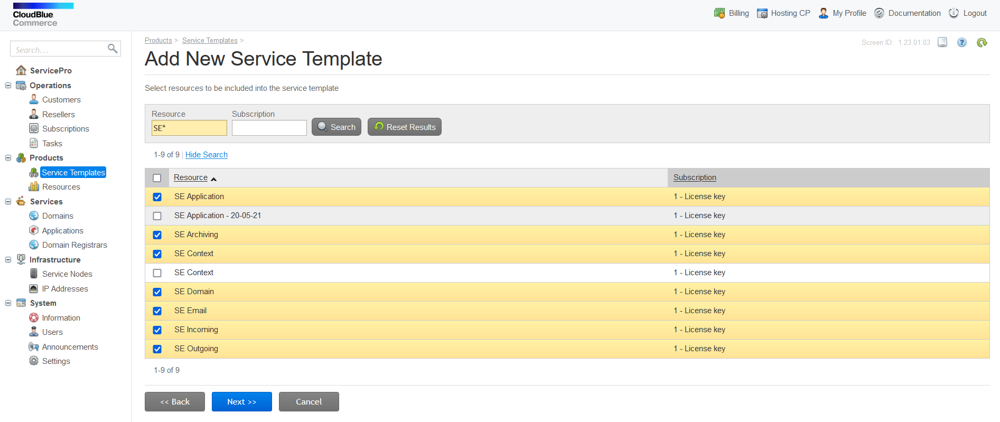 CloudBlue
Commerce
Billing
Hosting CP
My Profile
Documentation
Logout
Search...
ServicePro
Operations
Customers
Resellers
Subscriptions
Tasks
Products
Service Templates
Resources
Services
Domains
Applications
Domain Registrars
Infrastructure
Service Nodes
IP Addresses
System
Information
Users
Announcements
Settings
Products > Service Templates >
Screen ID: 1.23.01.03
Add New Service Template
Select resources to be included into the service template
Resource Subscription
SE*
Search
Reset Results
1-9 of 9 | Hide Search
Resource Subscription
SE Application 1 - License key
SE Application - 20-05-21 1 - License key
SE Archiving 1 - License key
SE Context 1 - License key
SE Context 1 - License key
SE Domain 1 - License key
SE Email 1 - License key
SE Incoming 1 - License key
SE Outgoing 1 - License key
1-9 of 9
<< Back
Next >>
Cancel